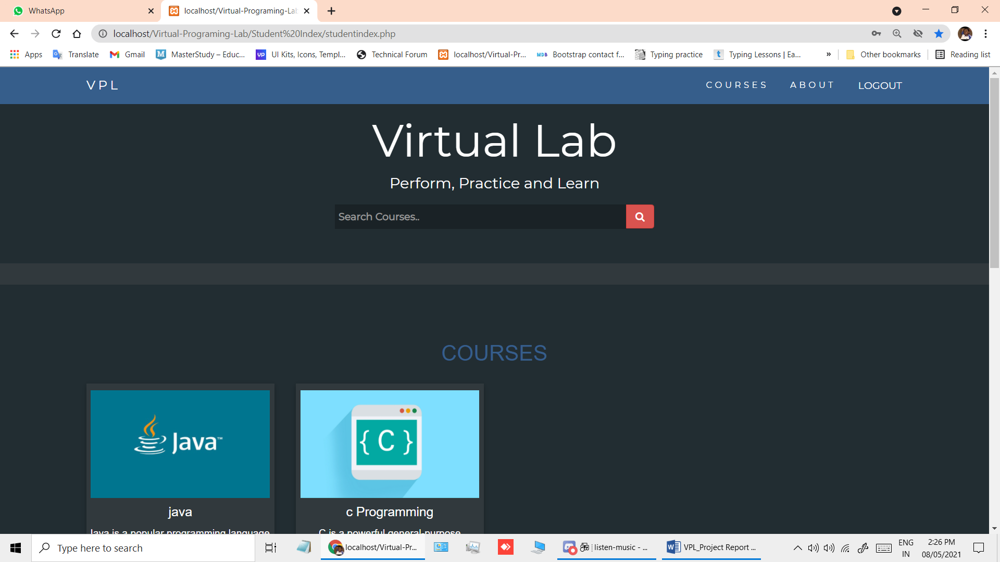 WhatsApp
localhost/Virtual-Programing-Lab
localhost/Virtual-Programing-Lab/Student%20Index/studentindex.php
Apps Translate Gmail MasterStudy – Educ... UI Kits, Icons, Templ... Technical Forum localhost/Virtual-Pr... Bootstrap contact f... Typing practice Typing Lessons | Ea... » Other bookmarks Reading list
VPL COURSES ABOUT LOGOUT
Virtual Lab
Perform, Practice and Learn
Search Courses..
COURSES
Java™
{ C }
java
c Programming
Java is a popular programming language
C is a powerful general-purpose
Type here to search
localhost/Virtual-Pr...
listen-music - ...
VPL_Project Report ...
ENG
IN
2:26 PM
08/05/2021